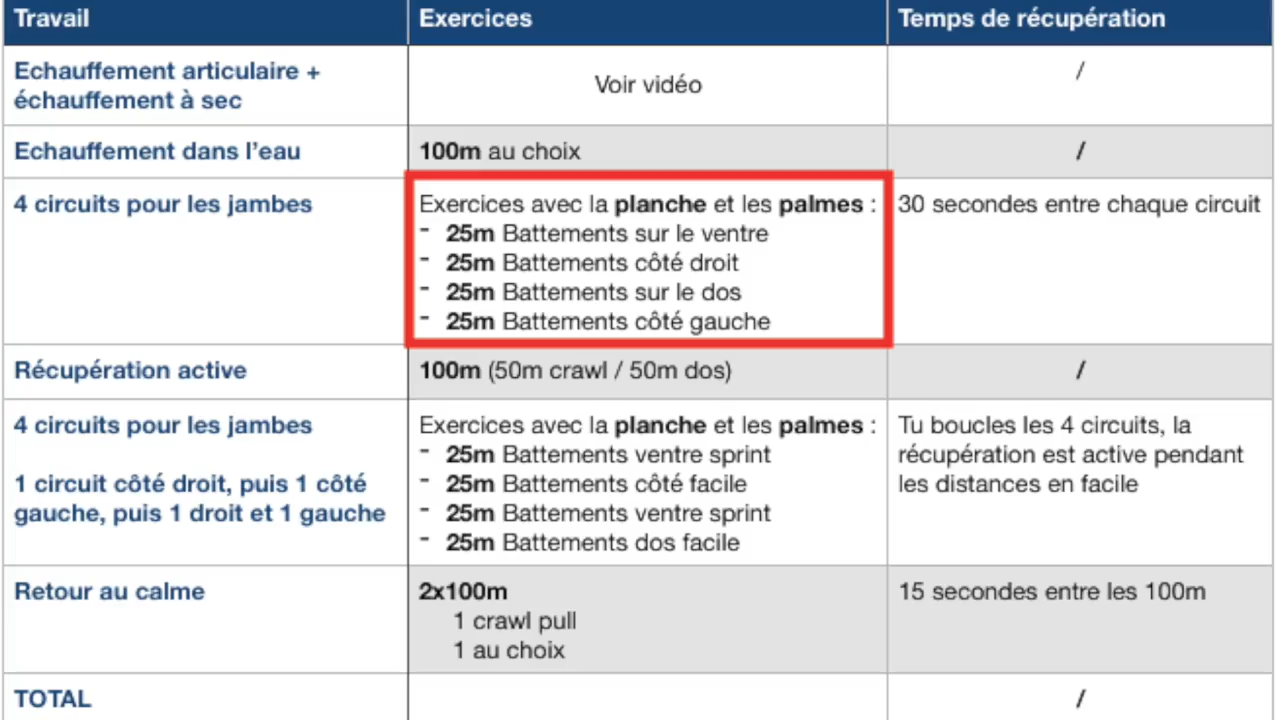 Travail
Exercices
Temps de récupération
Echauffement articulaire +
échauffement à sec
Voir vidéo
/
Echauffement dans l'eau
100m au choix
/
4 circuits pour les jambes
Exercices avec la planche et les palmes :
- 25m Battements sur le ventre
- 25m Battements côté droit
- 25m Battements sur le dos
- 25m Battements côté gauche
30 secondes entre chaque circuit
Récupération active
100m (50m crawl / 50m dos)
/
4 circuits pour les jambes
1 circuit côté droit, puis 1 côté
gauche, puis 1 droit et 1 gauche
Exercices avec la planche et les palmes :
- 25m Battements ventre sprint
- 25m Battements côté facile
- 25m Battements ventre sprint
- 25m Battements dos facile
Tu boucles les 4 circuits, la
récupération est active pendant
les distances en facile
Retour au calme
2x100m
1 crawl pull
1 au choix
15 secondes entre les 100m
TOTAL
/